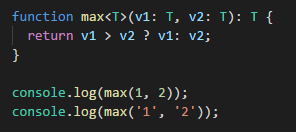 function max<T>(v1: T, v2: T): T {
  return v1 > v2 ? v1: v2;
}
console.log(max(1, 2));
console.log(max('1', '2'));